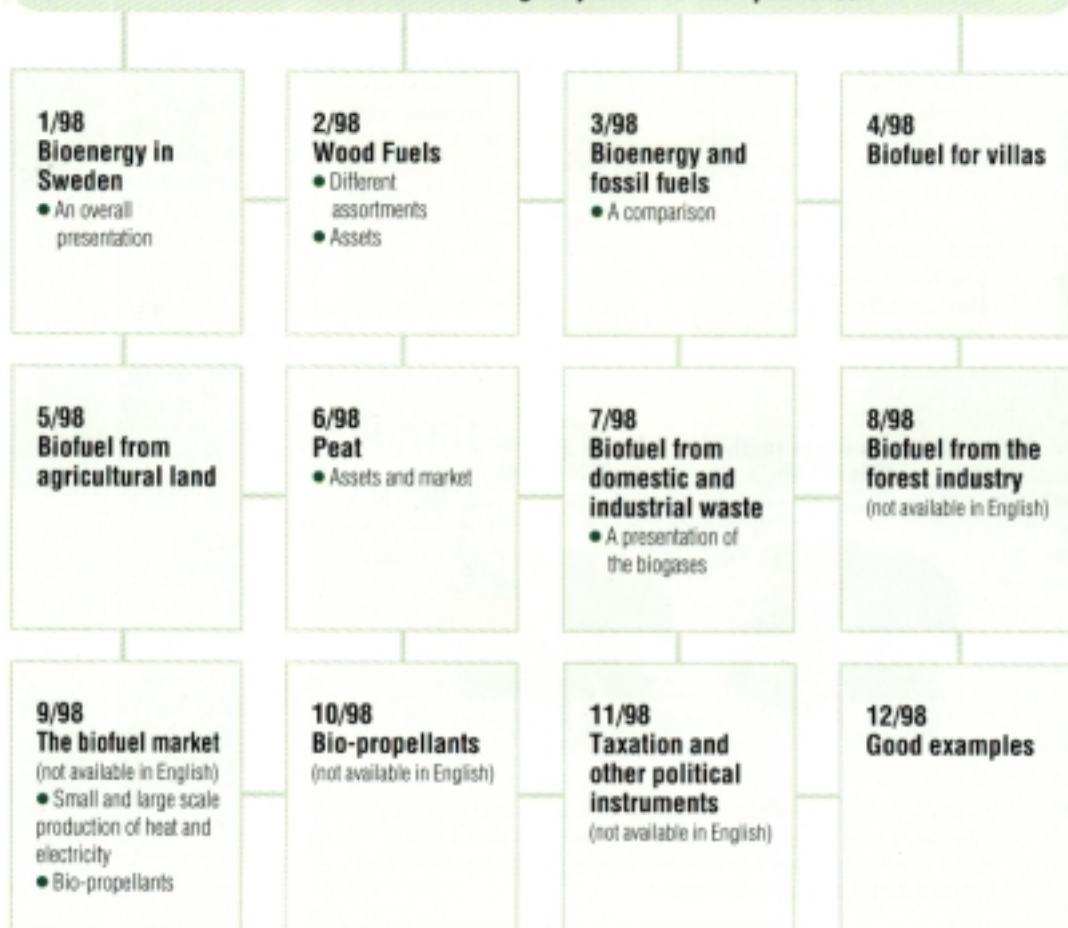 1/98
Bioenergy in
Sweden
● An overall
presentation
2/98
Wood Fuels
● Different
assortments
● Assets
3/98
Bioenergy and
fossil fuels
● A comparison
4/98
Biofuel for villas
5/98
Biofuel from
agricultural land
6/98
Peat
● Assets and market
7/98
Biofuel from
domestic and
industrial waste
● A presentation of
the biogases
8/98
Biofuel from the
forest industry
(not available in English)
9/98
The biofuel market
(not available in English)
● Small and large scale
production of heat and
electricity
● Bio-propellants
10/98
Bio-propellants
(not available in English)
11/98
Taxation and
other political
instruments
(not available in English)
12/98
Good examples